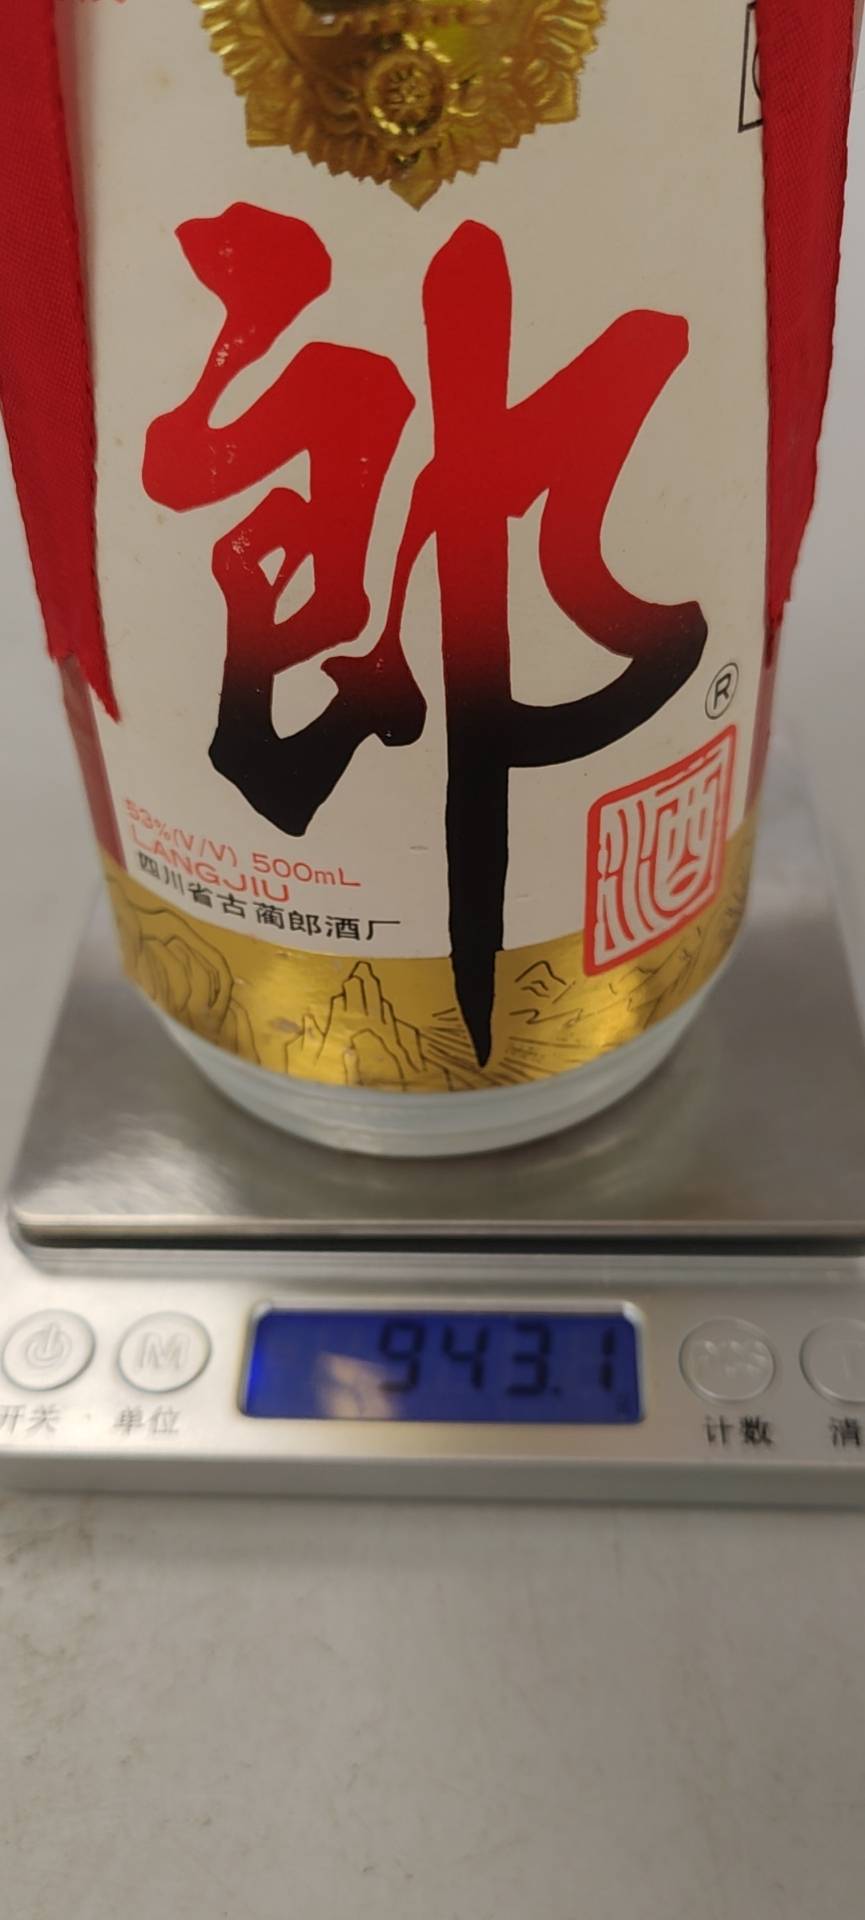 郎
®
酒
53%(V/V) 500mL
LANGJIU
四川省古蔺郎酒厂
943.1
M
开关
单位
计数
清